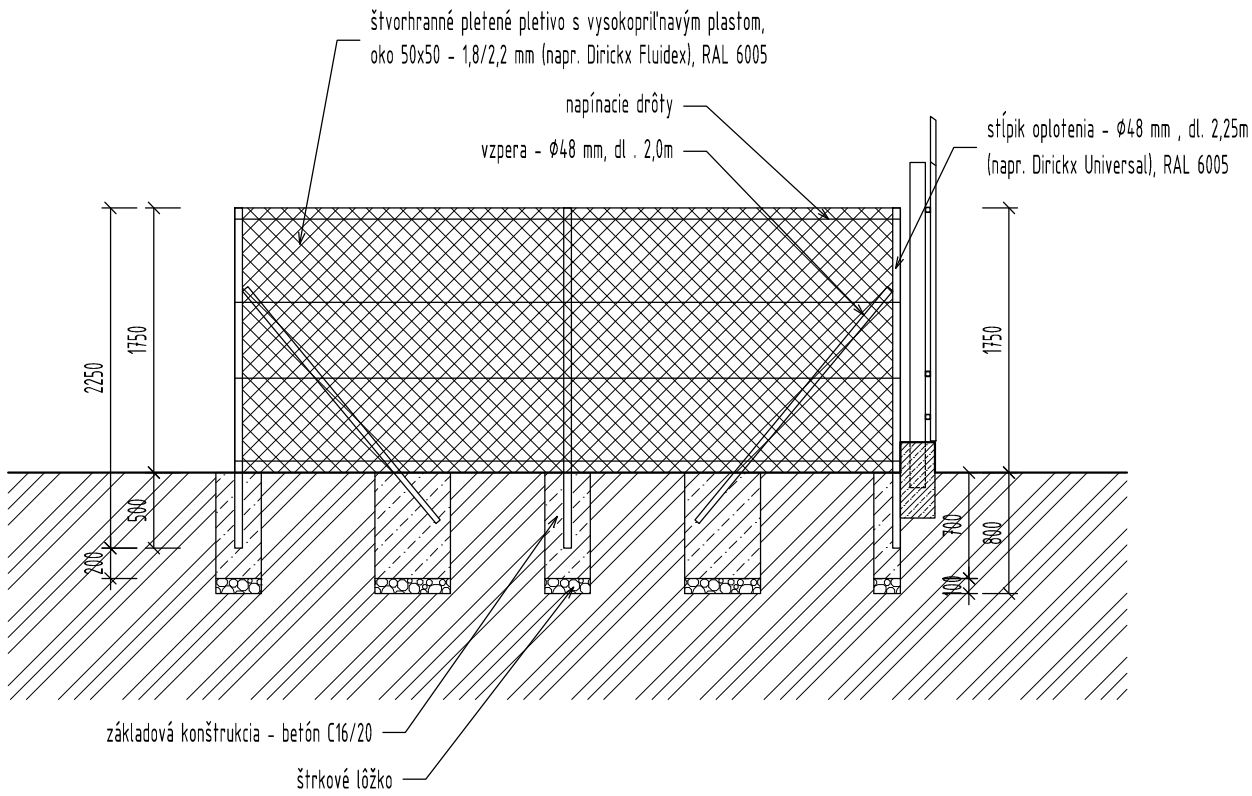 štvorhranné pletené pletivo s vysokopriľnavým plastom,
oko 50x50 - 1,8/2,2 mm (napr. Dirickx Fluidex), RAL 6005
napínacie drôty
vzpera - Φ48 mm, dl . 2,0m
stĺpik oplotenia - Φ48 mm , dl. 2,25m
(napr. Dirickx Universal), RAL 6005
2250
1750
1750
500
200
700
800
100
základová konštrukcia - betón C16/20
štrkové lôžko